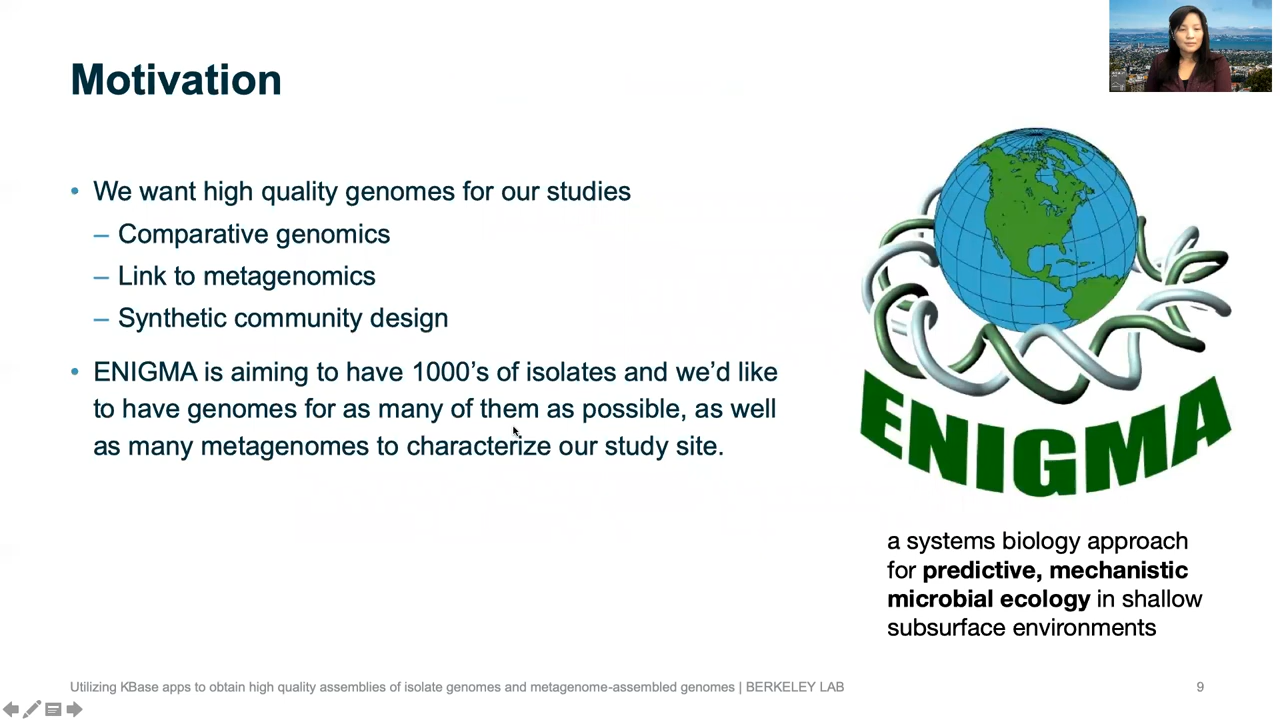 Motivation
• We want high quality genomes for our studies
– Comparative genomics
– Link to metagenomics
– Synthetic community design
• ENIGMA is aiming to have 1000’s of isolates and we’d like
to have genomes for as many of them as possible, as well
as many metagenomes to characterize our study site.
ENIGMA
a systems biology approach
for predictive, mechanistic
microbial ecology in shallow
subsurface environments
Utilizing KBase apps to obtain high quality assemblies of isolate genomes and metagenome-assembled genomes | BERKELEY LAB
9